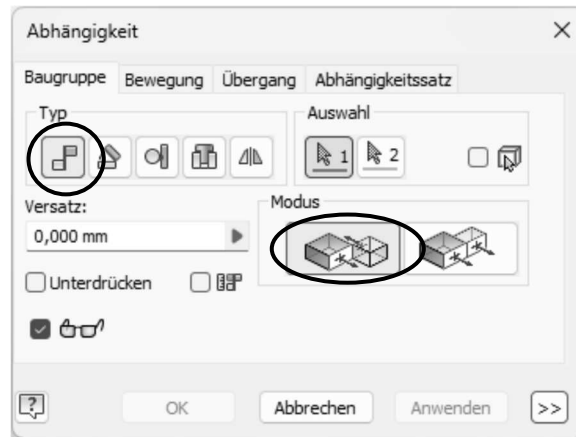 Abhängigkeit
Baugruppe Bewegung Übergang Abhängigkeitssatz
Typ
Auswahl
1 2
Versatz:
0,000 mm
Modus
Unterdrücken
OK Abbrechen Anwenden >>